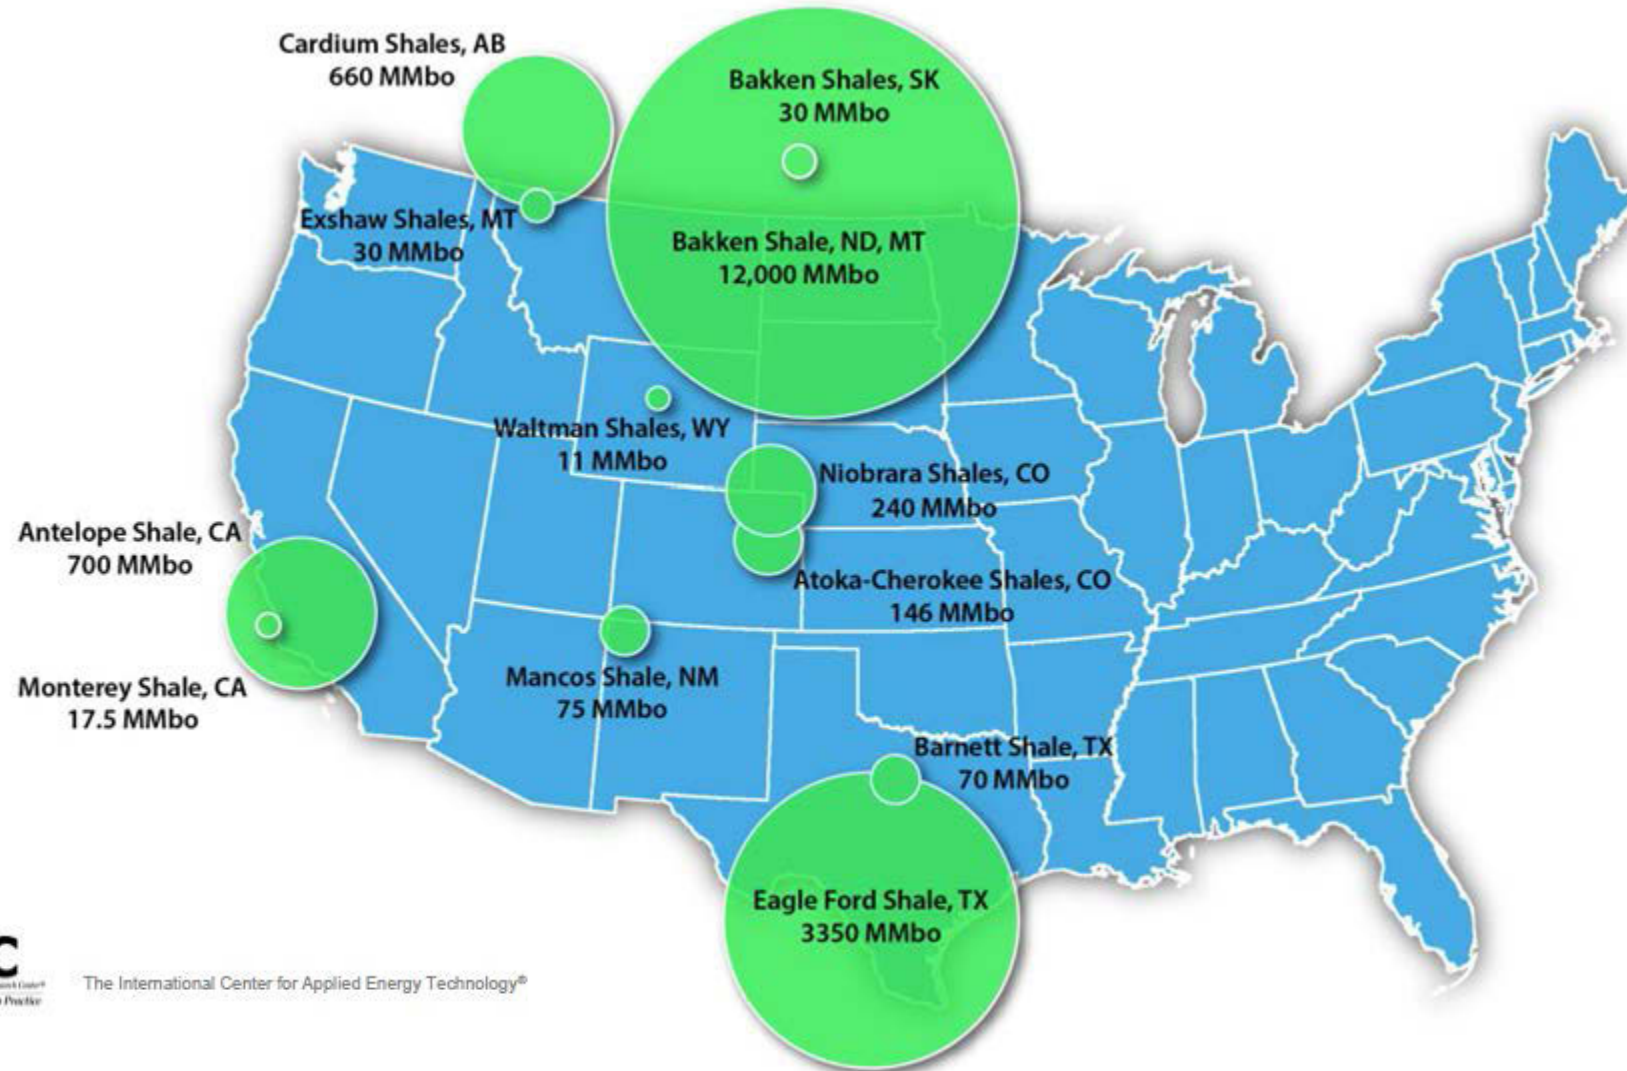 Cardium Shales, AB
660 MMbo
Bakken Shales, SK
30 MMbo
Exshaw Shales, MT
30 MMbo
Bakken Shale, ND, MT
12,000 MMbo
Waltman Shales, WY
11 MMbo
Niobrara Shales, CO
240 MMbo
Antelope Shale, CA
700 MMbo
Atoka-Cherokee Shales, CO
146 MMbo
Monterey Shale, CA
17.5 MMbo
Mancos Shale, NM
75 MMbo
Barnett Shale, TX
70 MMbo
Eagle Ford Shale, TX
3350 MMbo
C
Practice
The International Center for Applied Energy Technology®